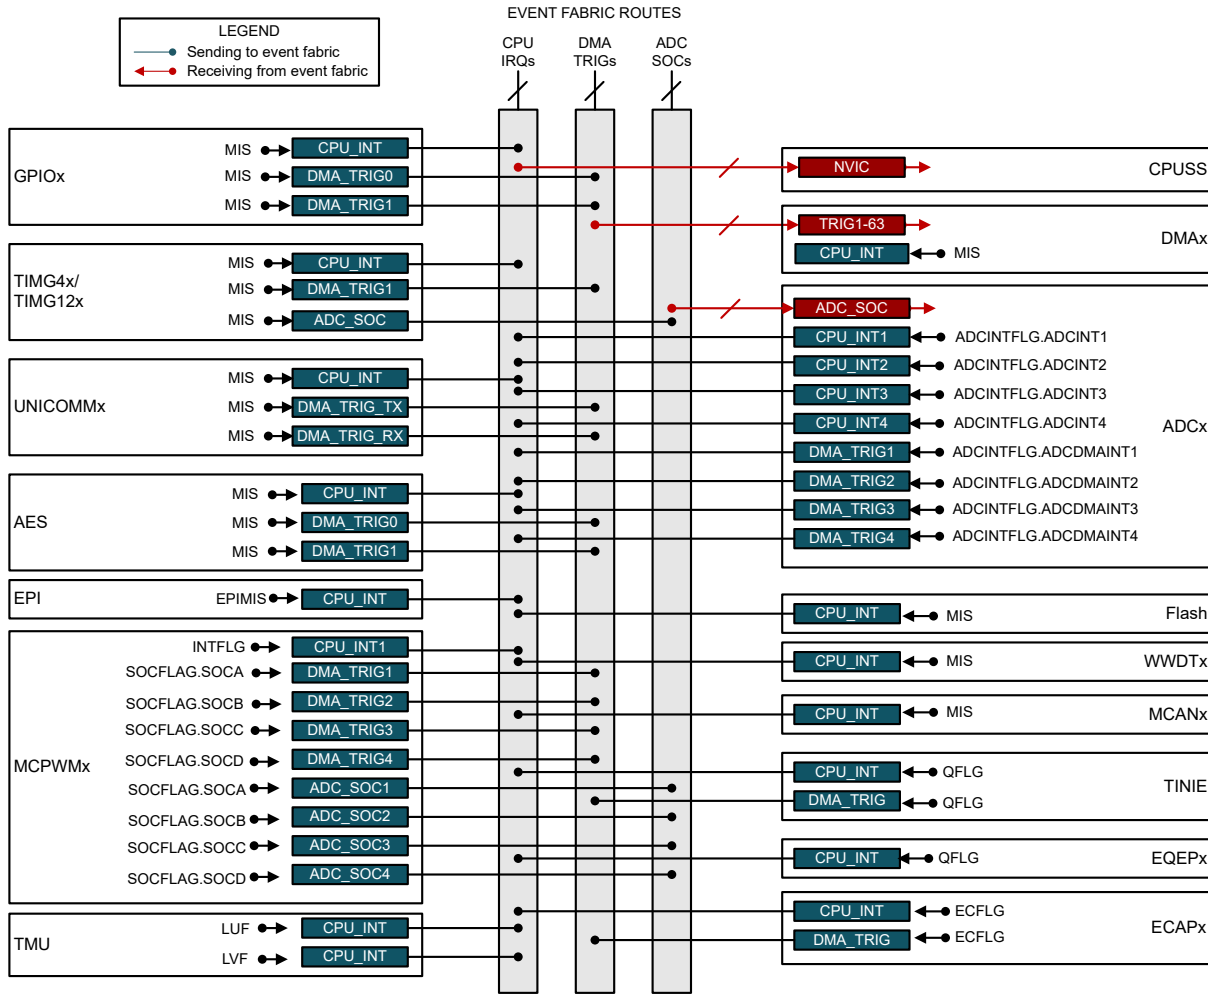 EVENT FABRIC ROUTES
LEGEND
Sending to event fabric
Receiving from event fabric
CPU
IRQs
DMA
TRIGs
ADC
SOCs
GPIOx
MIS
CPU_INT
MIS
DMA_TRIG0
MIS
DMA_TRIG1
TIMG4x/
TIMG12x
MIS
CPU_INT
MIS
DMA_TRIG1
MIS
ADC_SOC
UNICOMMx
MIS
CPU_INT
MIS
DMA_TRIG_TX
MIS
DMA_TRIG_RX
AES
MIS
CPU_INT
MIS
DMA_TRIG0
MIS
DMA_TRIG1
EPI
EPIMIS
CPU_INT
MCPWMx
INTFLG
CPU_INT1
SOCFLAG.SOCA
DMA_TRIG1
SOCFLAG.SOCB
DMA_TRIG2
SOCFLAG.SOCC
DMA_TRIG3
SOCFLAG.SOCD
DMA_TRIG4
SOCFLAG.SOCA
ADC_SOC1
SOCFLAG.SOCB
ADC_SOC2
SOCFLAG.SOCC
ADC_SOC3
SOCFLAG.SOCD
ADC_SOC4
TMU
LUF
CPU_INT
LVF
CPU_INT
NVIC
CPUSS
TRIG1-63
DMAx
CPU_INT
MIS
ADC_SOC
CPU_INT1
ADCINTFLG.ADCINT1
CPU_INT2
ADCINTFLG.ADCINT2
CPU_INT3
ADCINTFLG.ADCINT3
CPU_INT4
ADCINTFLG.ADCINT4
ADCx
DMA_TRIG1
ADCINTFLG.ADCDMAINT1
DMA_TRIG2
ADCINTFLG.ADCDMAINT2
DMA_TRIG3
ADCINTFLG.ADCDMAINT3
DMA_TRIG4
ADCINTFLG.ADCDMAINT4
CPU_INT
MIS
Flash
CPU_INT
MIS
WWDTx
CPU_INT
MIS
MCANx
CPU_INT
QFLG
TINIE
DMA_TRIG
QFLG
CPU_INT
QFLG
EQEPx
CPU_INT
ECFLG
ECAPx
DMA_TRIG
ECFLG